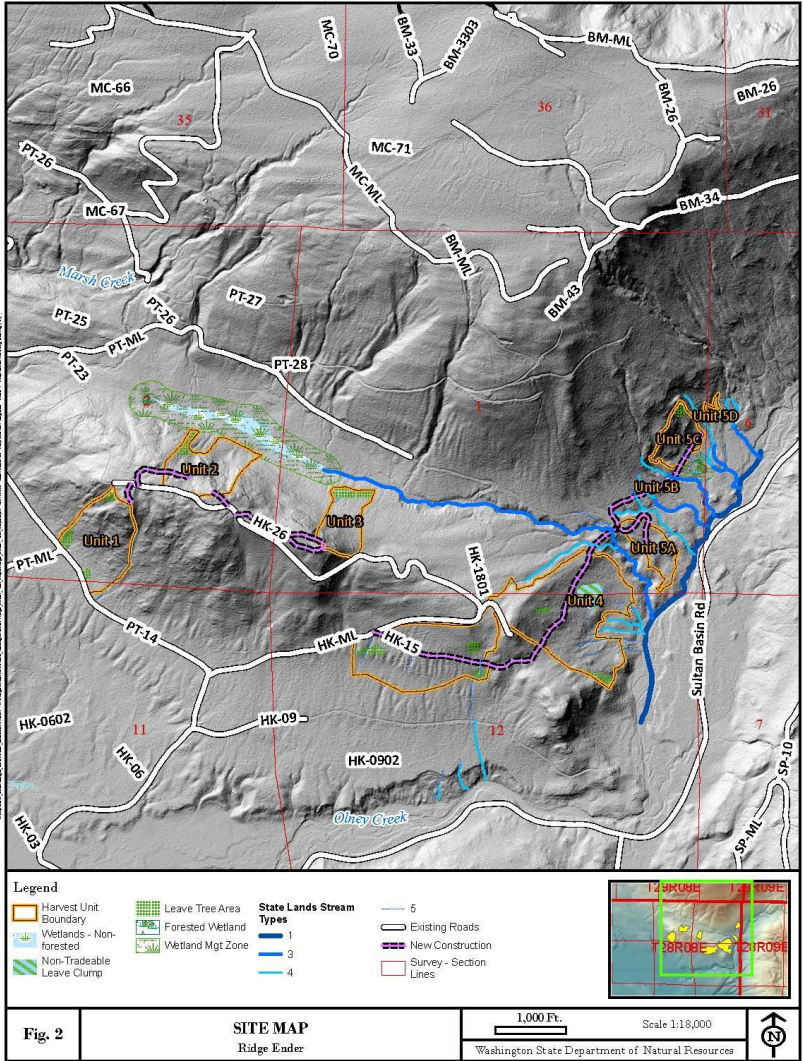 MC-70
BM-33
BM-3303
BM-ML
MC-66
35
36
BM-26
BM-26
31
MC-71
PT-26
MC-ML
MC-67
BM-34
BM-ML
Marsh Creek
PT-27
BM-43
PT-25
PT-26
PT-ML
PT-23
PT-28
1
2
Unit 5D
Unit 5C
Unit 2
Unit 5B
Unit 1
HK-26
Unit 3
Unit 5A
PT-ML
HK-1801
Unit 4
PT-14
HK-ML
HK-15
Sultan Basin Rd
HK-0602
11
HK-09
12
7
HK-06
HK-0902
SP-10
HK-03
Olney Creek
SP-ML
Legend
Harvest Unit Boundary
Wetlands - Non-forested
Non-Tradeable Leave Clump
Leave Tree Area
Forested Wetland
Wetland Mgt Zone
State Lands Stream Types
1
3
4
5
Existing Roads
New Construction
Survey - Section Lines
T29R08E
T29R09E
T28R08E
T28R09E
Fig. 2
SITE MAP
Ridge Ender
1,000 Ft.
Scale 1:18,000
Washington State Department of Natural Resources
N